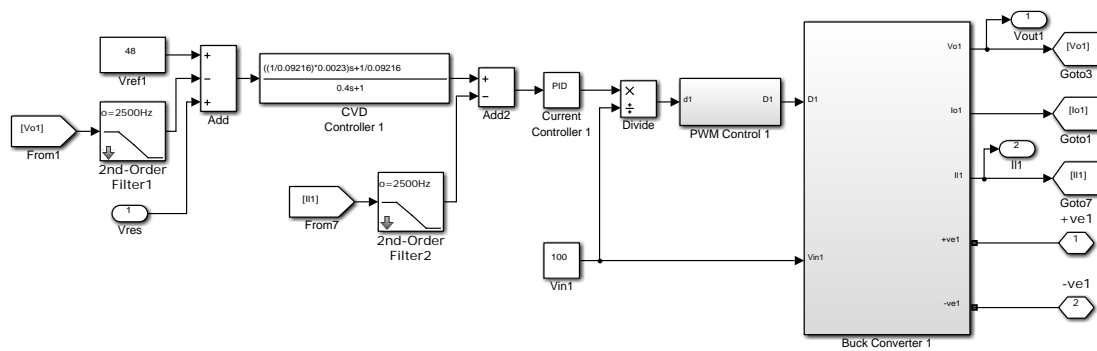 48
Vref1
[Vo1]
From1
o=2500Hz
2nd-Order
Filter1
1
Vres
+
−
+
Add
((1/0.09216)*0.0023)s+1/0.09216
0.4s+1
CVD
Controller 1
[Il1]
From7
o=2500Hz
2nd-Order
Filter2
+
−
Add2
PID
Current
Controller 1
×
÷
Divide
100
Vin1
d1
D1
PWM Control 1
D1
Vin1
Vo1
Io1
Il1
+ve1
-ve1
Buck Converter 1
1
Vout1
[Vo1]
Goto3
[Io1]
Goto1
2
Il1
[Il1]
Goto7
+ve1
1
-ve1
2